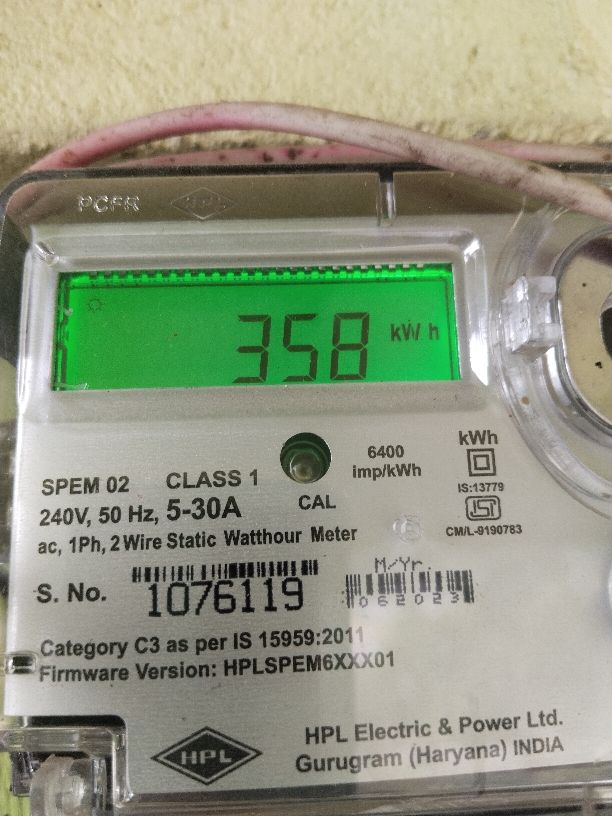 PCFR HPL
358 kWh
6400
imp/kWh
kWh
IS:13779
ISI
CM/L-9190783
SPEM 02 CLASS 1
CAL
240V, 50 Hz, 5-30A
ac, 1Ph, 2 Wire Static Watthour Meter
M/Yr.
S. No. 1076119
062023
Category C3 as per IS 15959:2011
Firmware Version: HPLSPEM6XXX01
HPL
HPL Electric & Power Ltd.
Gurugram (Haryana) INDIA